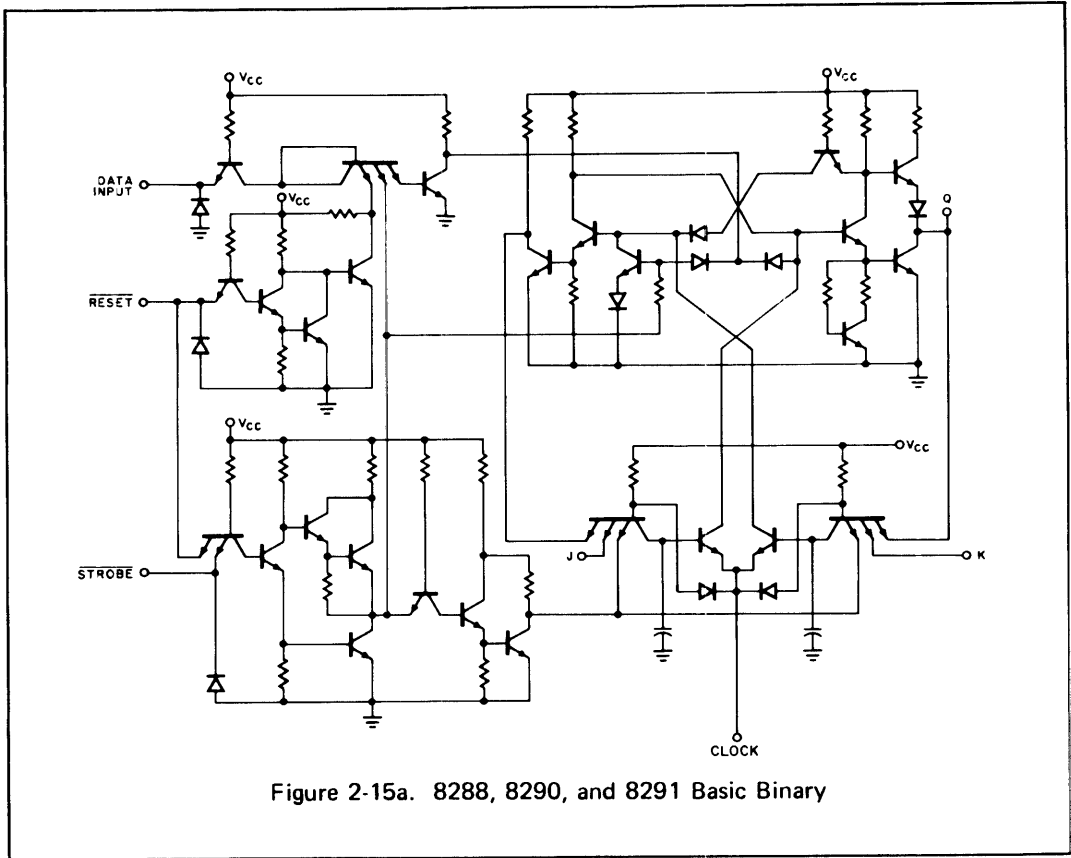 VCC
VCC
DATA
INPUT
VCC
Q
RESET
VCC
VCC
J
K
STROBE
CLOCK
Figure 2-15a. 8288, 8290, and 8291 Basic Binary